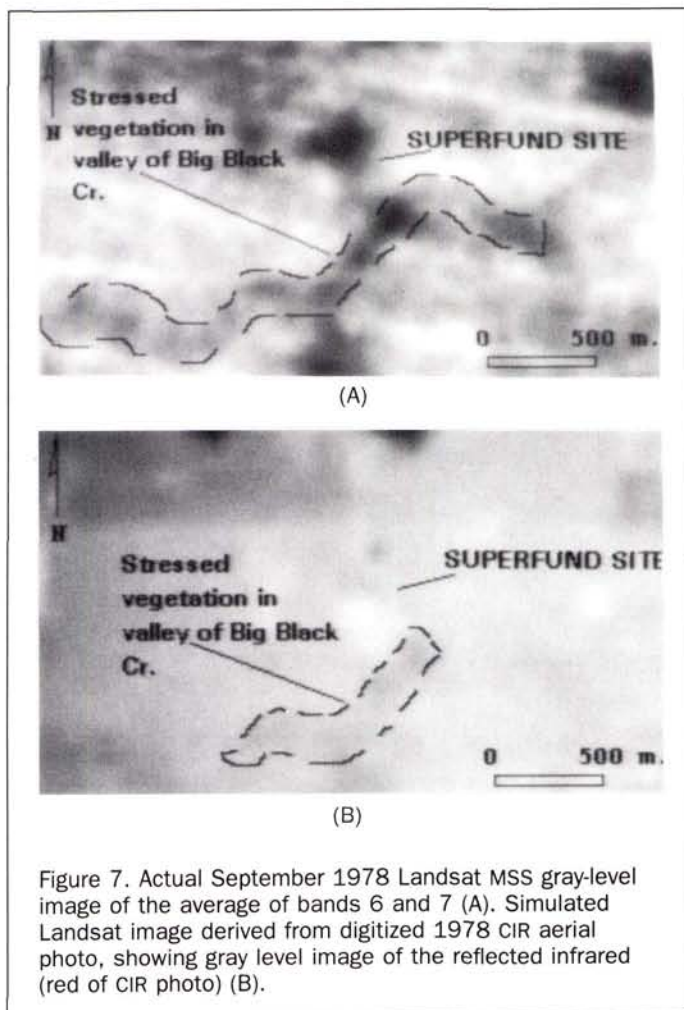 Stressed
vegetation in
valley of Big Black
Cr.
N
SUPERFUND SITE
0 500 m.
(A)
N
Stressed
vegetation in
valley of Big Black
Cr.
SUPERFUND SITE
0 500 m.
(B)
Figure 7. Actual September 1978 Landsat MSS gray-level
image of the average of bands 6 and 7 (A). Simulated
Landsat image derived from digitized 1978 CIR aerial
photo, showing gray level image of the reflected infrared
(red of CIR photo) (B).